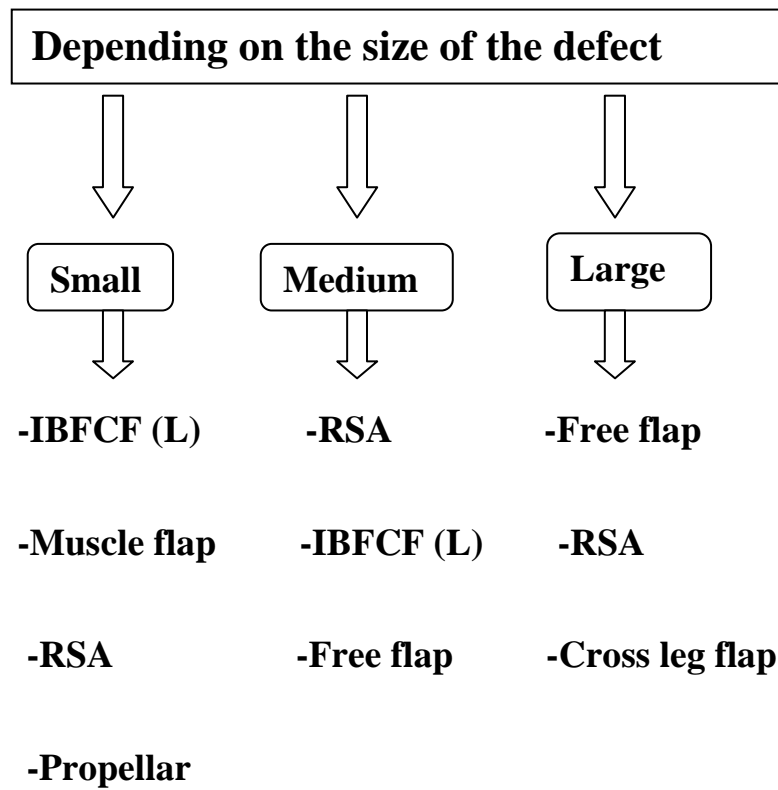 Depending on the size of the defect
Small
Medium
Large
-IBFCF (L)
-RSA
-Free flap
-Muscle flap
-IBFCF (L)
-RSA
-RSA
-Free flap
-Cross leg flap
-Propellar